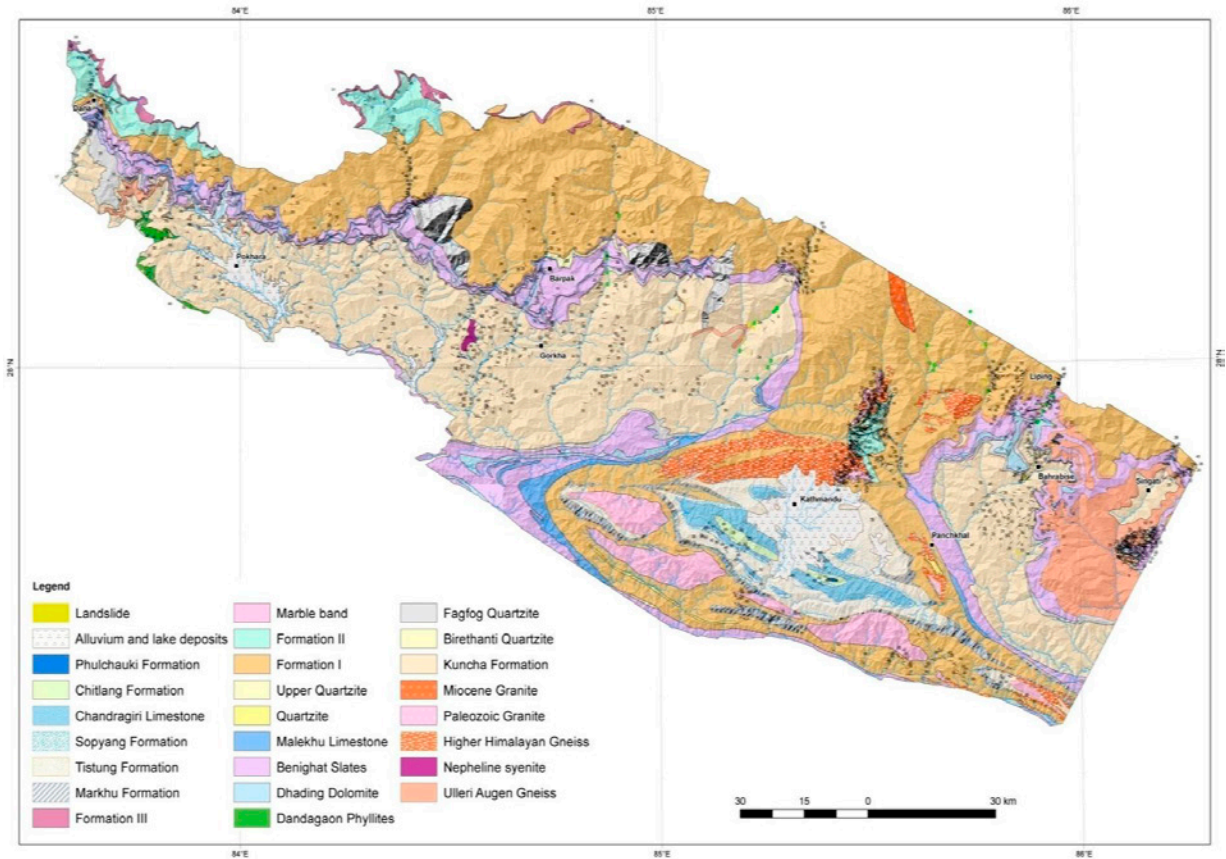 84°E 85°E 86°E
Dana
Pokhara
Barpak
Gorkha
28°N 28°N
Liping
Bahrabise
Singati
Kathmandu
Panchkhal
Legend
Landslide
Alluvium and lake deposits
Phulchauki Formation
Chitlang Formation
Chandragiri Limestone
Sopyang Formation
Tistung Formation
Markhu Formation
Formation III
Marble band
Formation II
Formation I
Upper Quartzite
Quartzite
Malekhu Limestone
Benighat Slates
Dhading Dolomite
Dandagaon Phyllites
Fagfog Quartzite
Birethanti Quartzite
Kuncha Formation
Miocene Granite
Paleozoic Granite
Higher Himalayan Gneiss
Nepheline syenite
Ulleri Augen Gneiss
30 15 0 30 km
84°E 85°E 86°E